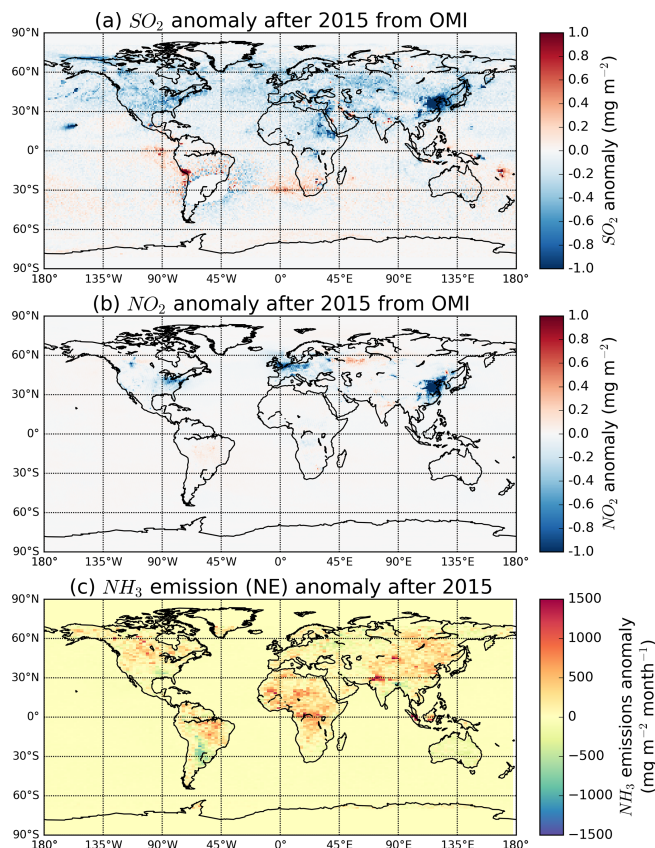 (a) SO2 anomaly after 2015 from OMI
90°N
60°N
30°N
0°
30°S
60°S
90°S
180° 135°W 90°W 45°W 0° 45°E 90°E 135°E 180°
1.0
0.8
0.6
0.4
0.2
0.0
-0.2
-0.4
-0.6
-0.8
-1.0
SO2 anomaly (mg m−2)
(b) NO2 anomaly after 2015 from OMI
90°N
60°N
30°N
0°
30°S
60°S
90°S
180° 135°W 90°W 45°W 0° 45°E 90°E 135°E 180°
1.0
0.8
0.6
0.4
0.2
0.0
-0.2
-0.4
-0.6
-0.8
-1.0
NO2 anomaly (mg m−2)
(c) NH3 emission (NE) anomaly after 2015
90°N
60°N
30°N
0°
30°S
60°S
90°S
180° 135°W 90°W 45°W 0° 45°E 90°E 135°E 180°
1500
1000
500
0
−500
−1000
−1500
NH3 emissions anomaly
(mg m−2 month−1)